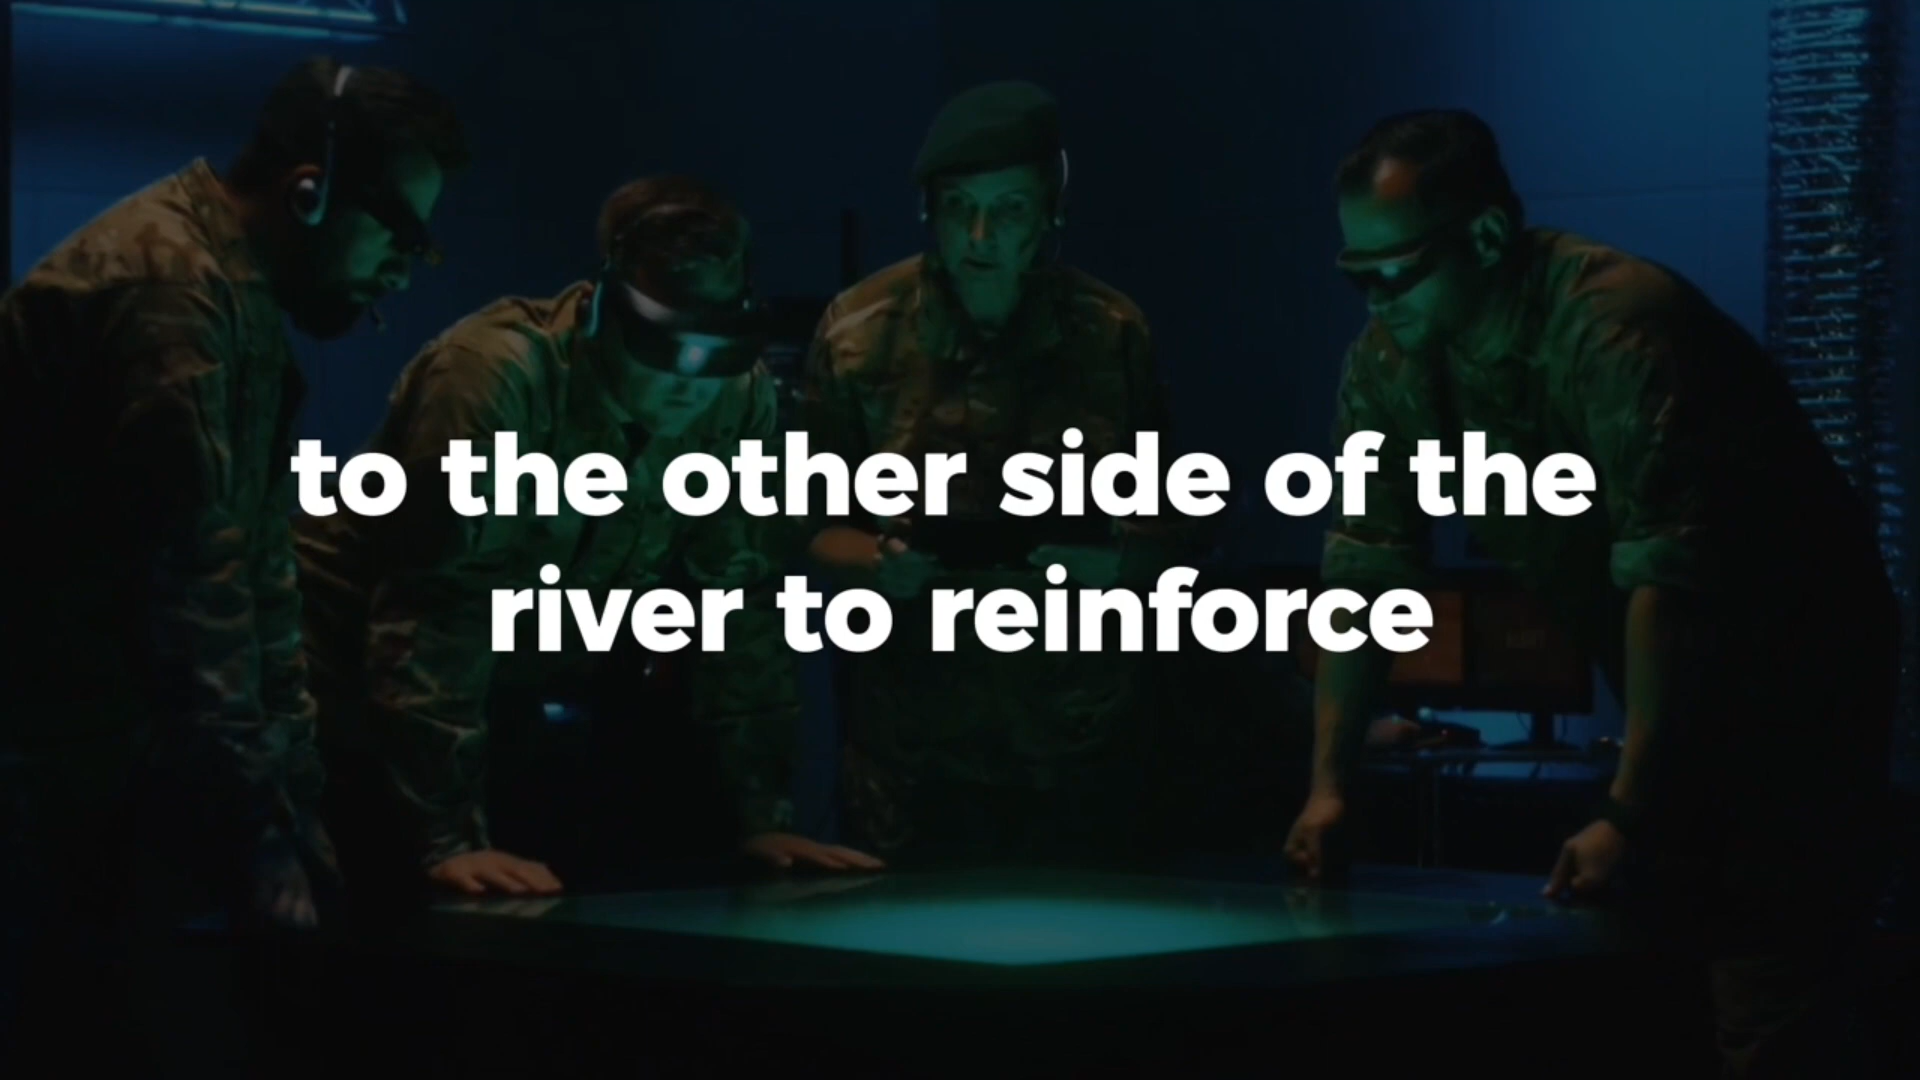 to the other side of the
river to reinforce